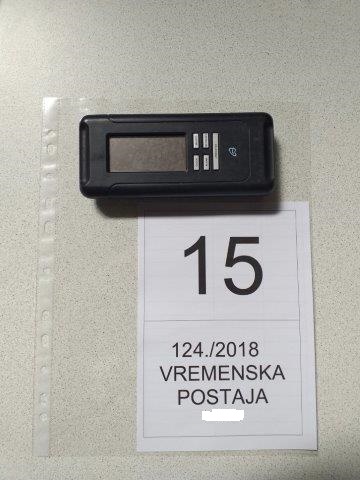 15
124./2018
VREMENSKA
POSTAJA